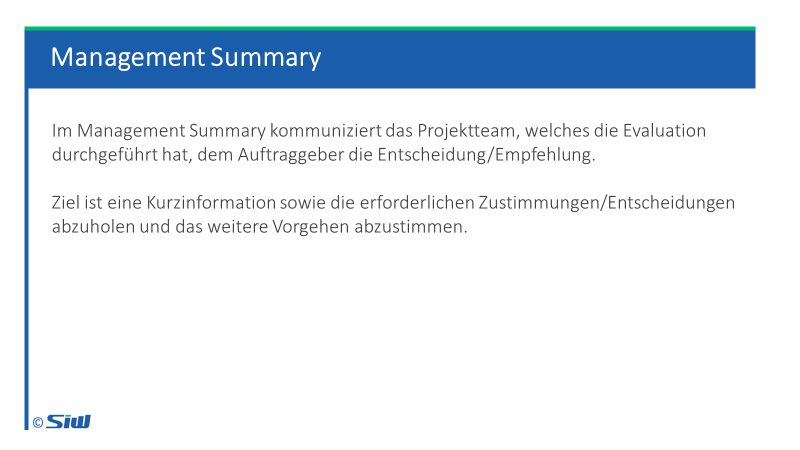 Management Summary
Im Management Summary kommuniziert das Projektteam, welches die Evaluation
durchgeführt hat, dem Auftraggeber die Entscheidung/Empfehlung.
Ziel ist eine Kurzinformation sowie die erforderlichen Zustimmungen/Entscheidungen
abzuholen und das weitere Vorgehen abzustimmen.
© SIW